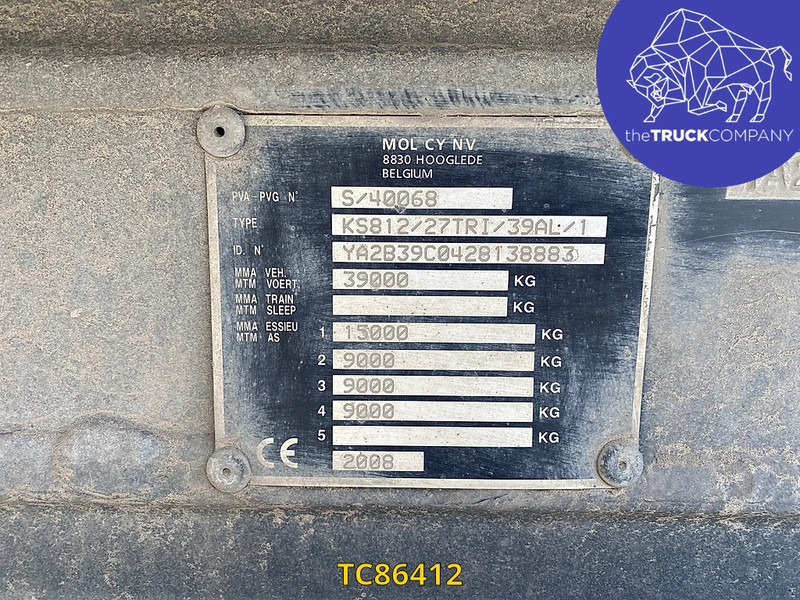 theTRUCKCOMPANY
MOL CY NV
8830 HOOGLEDE
BELGIUM
PVA-PVG N° S/40068
TYPE KS812/27TRI/39AL/1
ID. N° YA2B39C0428138883
MMA VEH. 39000 KG
MTM VOERT.
MMA TRAIN KG
MTM SLEEP
MMA ESSIEU 1 15000 KG
MTM AS
2 9000 KG
3 9000 KG
4 9000 KG
5 KG
CE 2008
TC86412